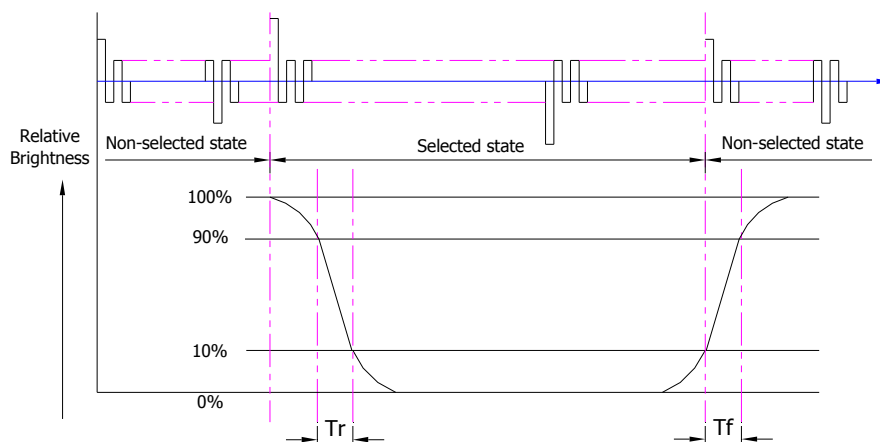 Relative
Brightness
Non-selected state
Selected state
Non-selected state
100%
90%
10%
0%
Tr
Tf